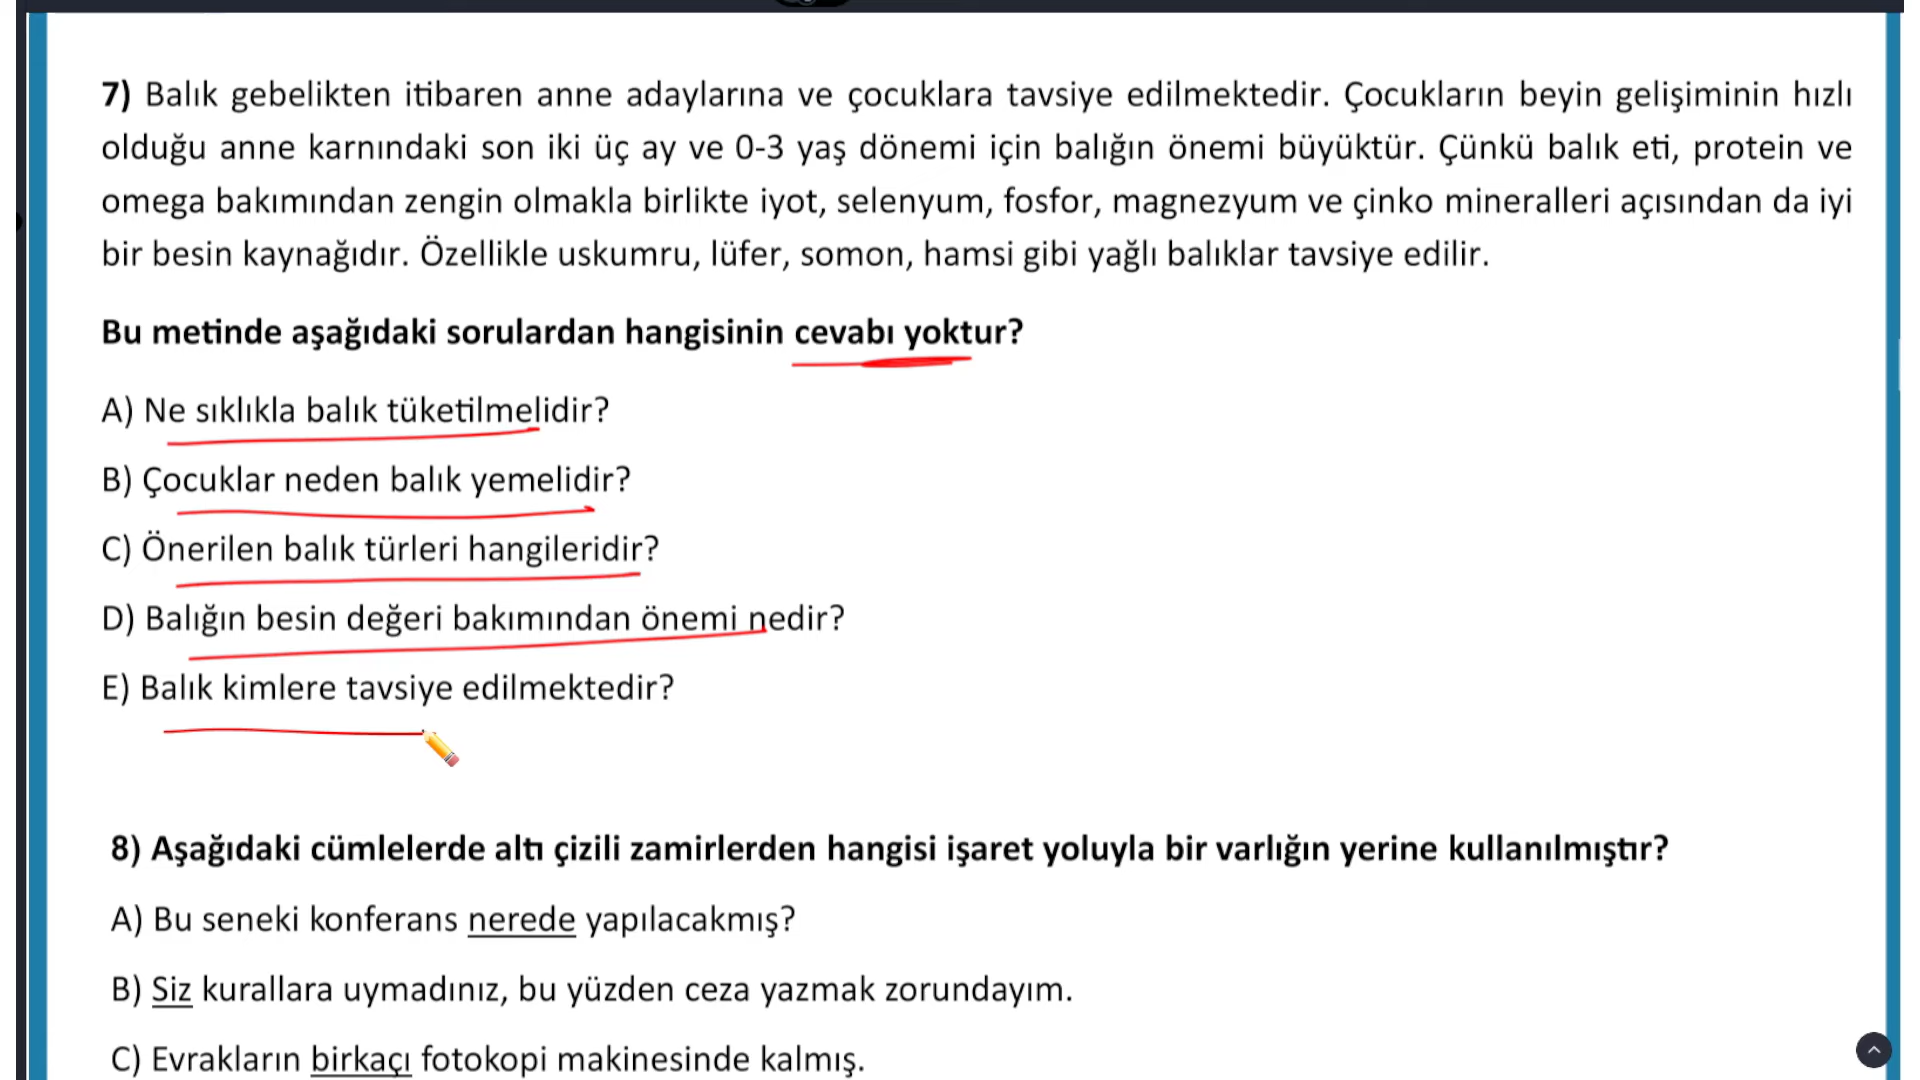 7) Balık gebelikten itibaren anne adaylarına ve çocuklara tavsiye edilmektedir. Çocukların beyin gelişiminin hızlı
olduğu anne karnındaki son iki üç ay ve 0-3 yaş dönemi için balığın önemi büyüktür. Çünkü balık eti, protein ve
omega bakımından zengin olmakla birlikte iyot, selenyum, fosfor, magnezyum ve çinko mineralleri açısından da iyi
bir besin kaynağıdır. Özellikle uskumru, lüfer, somon, hamsi gibi yağlı balıklar tavsiye edilir.
Bu metinde aşağıdaki sorulardan hangisinin cevabı yoktur?
A) Ne sıklıkla balık tüketilmelidir?
B) Çocuklar neden balık yemelidir?
C) Önerilen balık türleri hangileridir?
D) Balığın besin değeri bakımından önemi nedir?
E) Balık kimlere tavsiye edilmektedir?
8) Aşağıdaki cümlelerde altı çizili zamirlerden hangisi işaret yoluyla bir varlığın yerine kullanılmıştır?
A) Bu seneki konferans nerede yapılacakmış?
B) Siz kurallara uymadınız, bu yüzden ceza yazmak zorundayım.
C) Evrakların birkaçı fotokopi makinesinde kalmış.